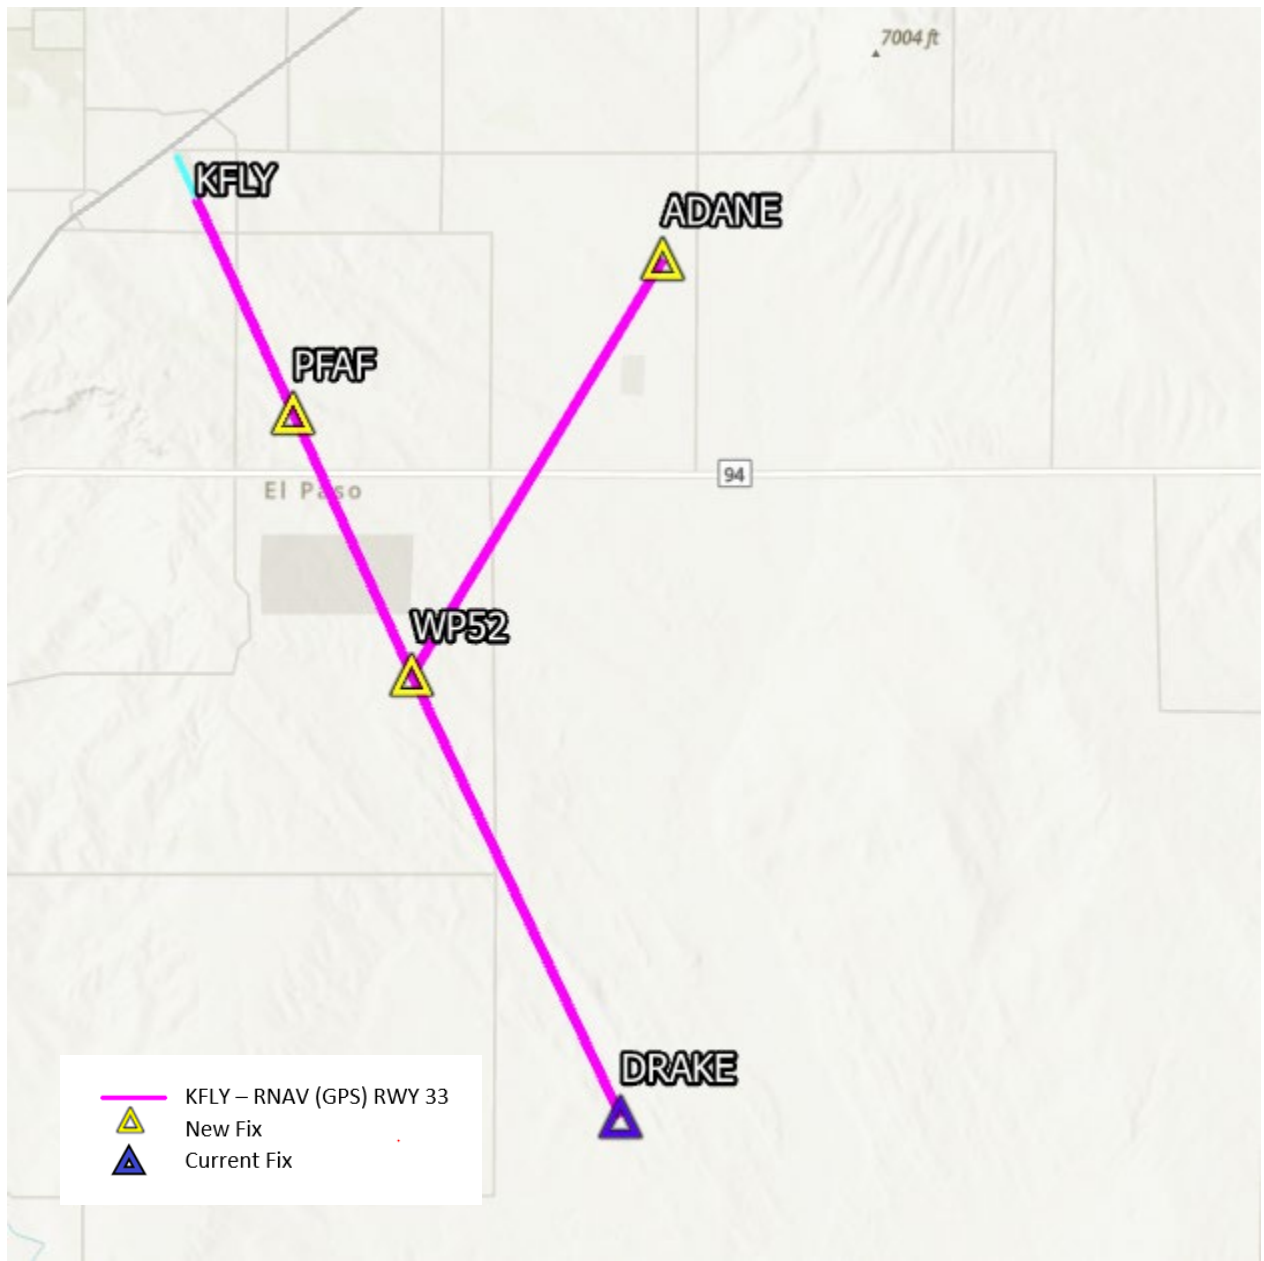 7004 ft
KFLY
ADANE
PFAF
94
El Paso
WP52
DRAKE
KFLY – RNAV (GPS) RWY 33
New Fix
Current Fix